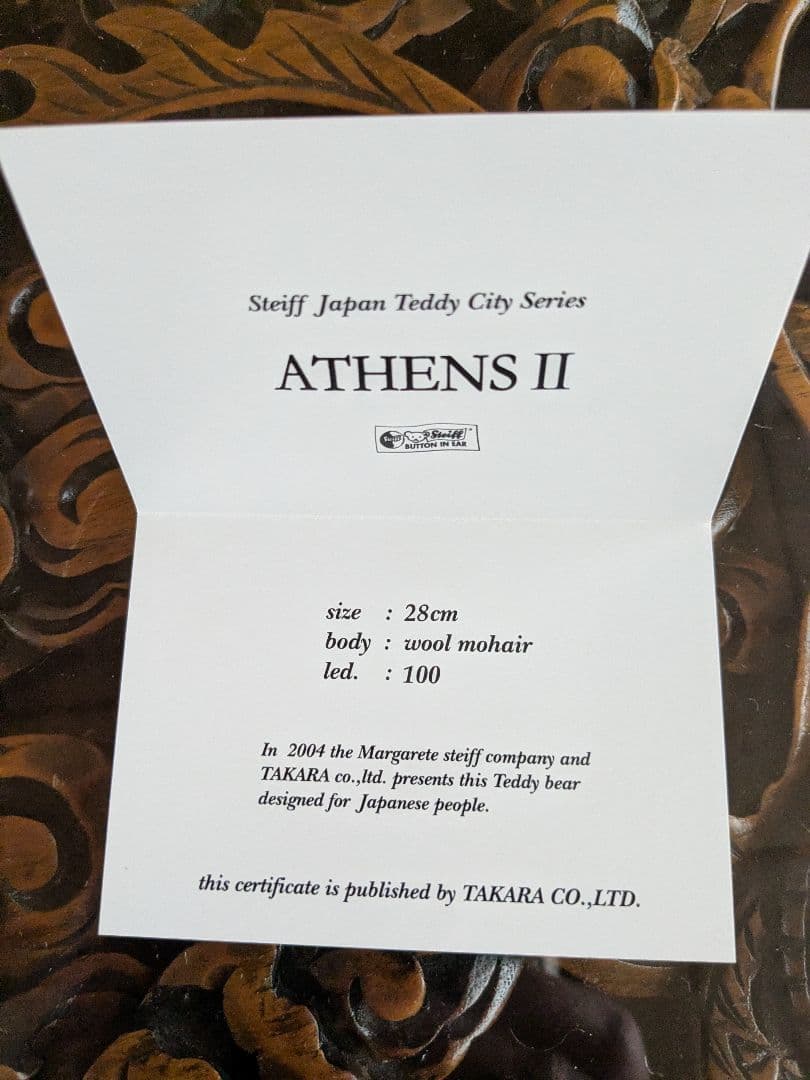 Steiff Japan Teddy City Series
ATHENS II
Steiff
BUTTON IN EAR
size : 28cm
body : wool mohair
led. : 100
In 2004 the Margarete steiff company and
TAKARA co.,ltd. presents this Teddy bear
designed for Japanese people.
this certificate is published by TAKARA CO.,LTD.